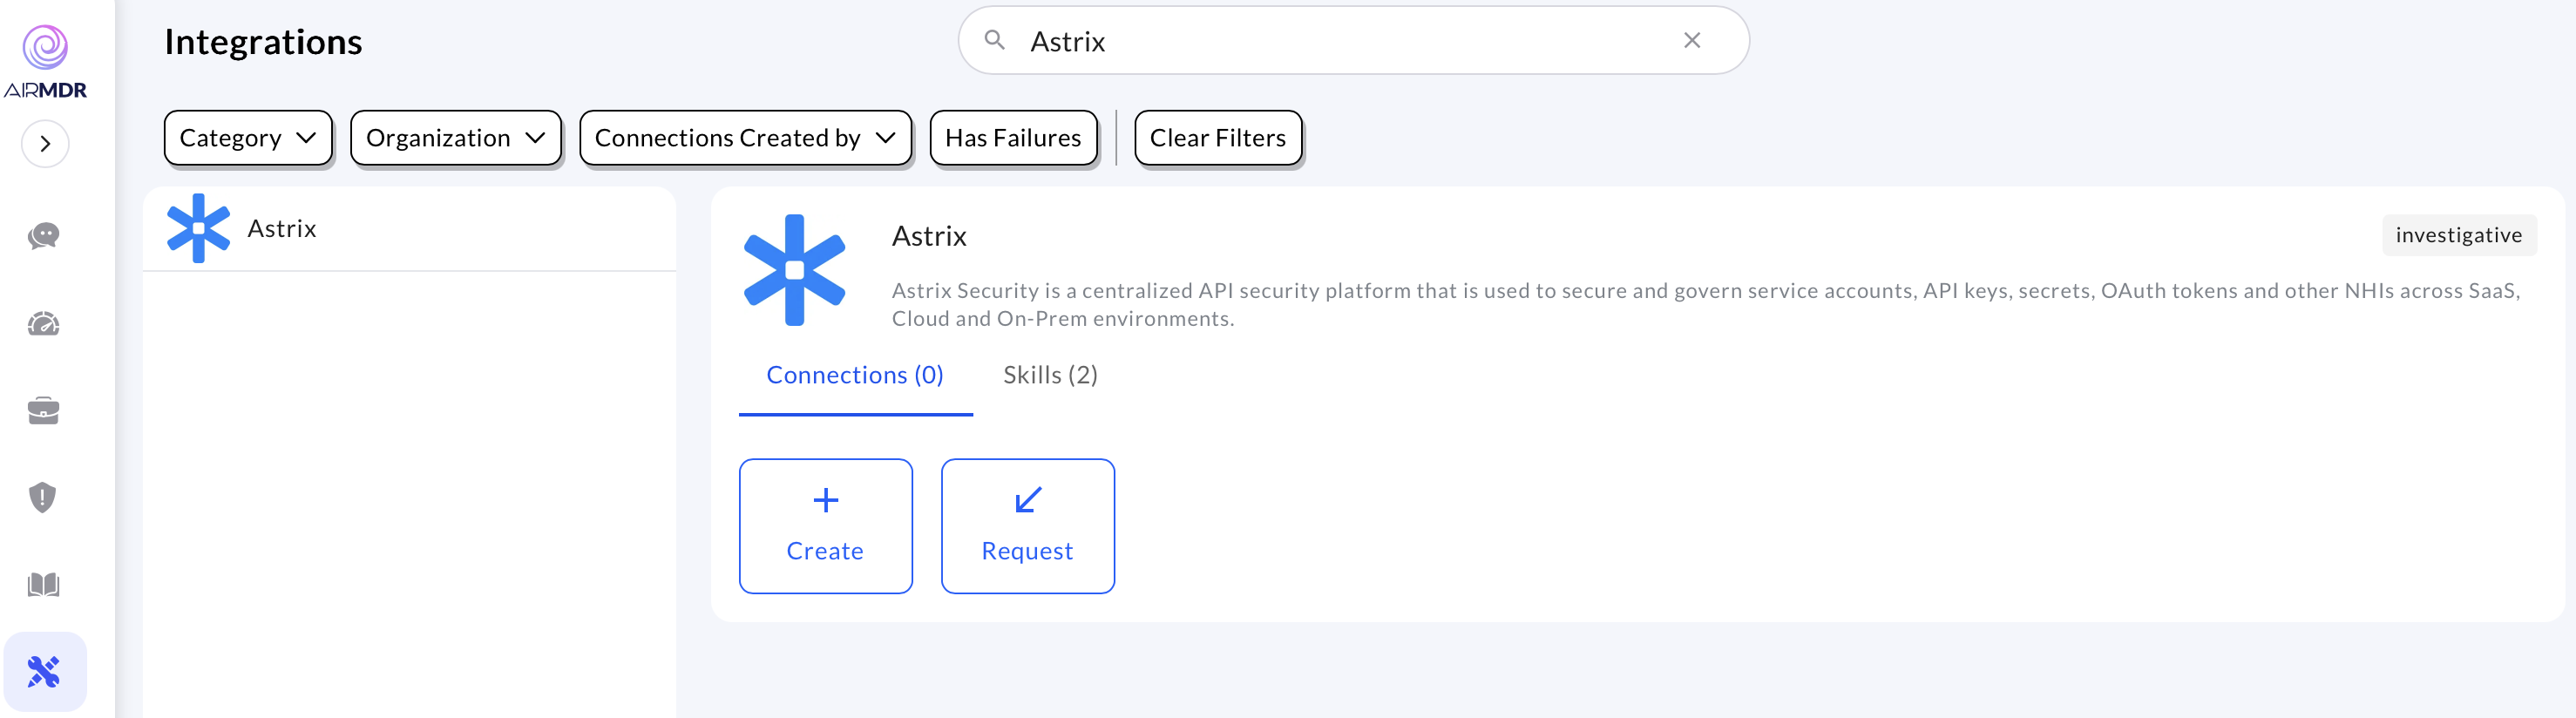 AIRMDR
Integrations
Astrix
Category
Organization
Connections Created by
Has Failures
Clear Filters
Astrix
Astrix
investigative
Astrix Security is a centralized API security platform that is used to secure and govern service accounts, API keys, secrets, OAuth tokens and other NHIs across SaaS,
Cloud and On-Prem environments.
Connections (0)
Skills (2)
Create
Request